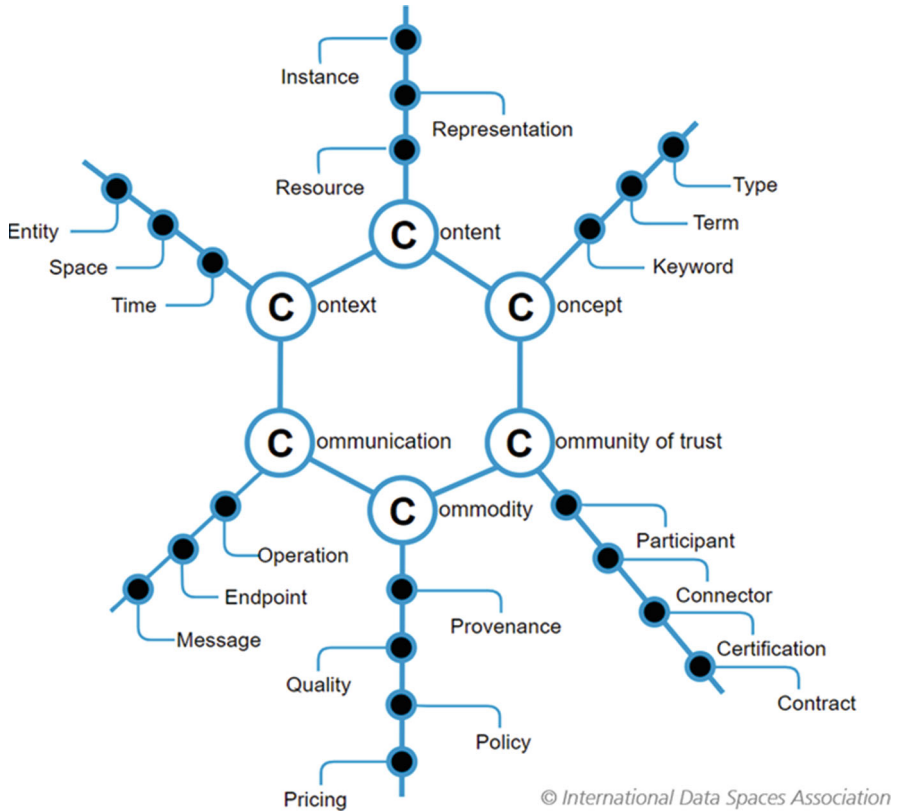 Instance
Representation
Resource
Content
Type
Term
Keyword
Concept
Entity
Space
Time
Context
Communication
Community of trust
Commodity
Operation
Endpoint
Message
Participant
Connector
Certification
Contract
Provenance
Quality
Policy
Pricing
© International Data Spaces Association